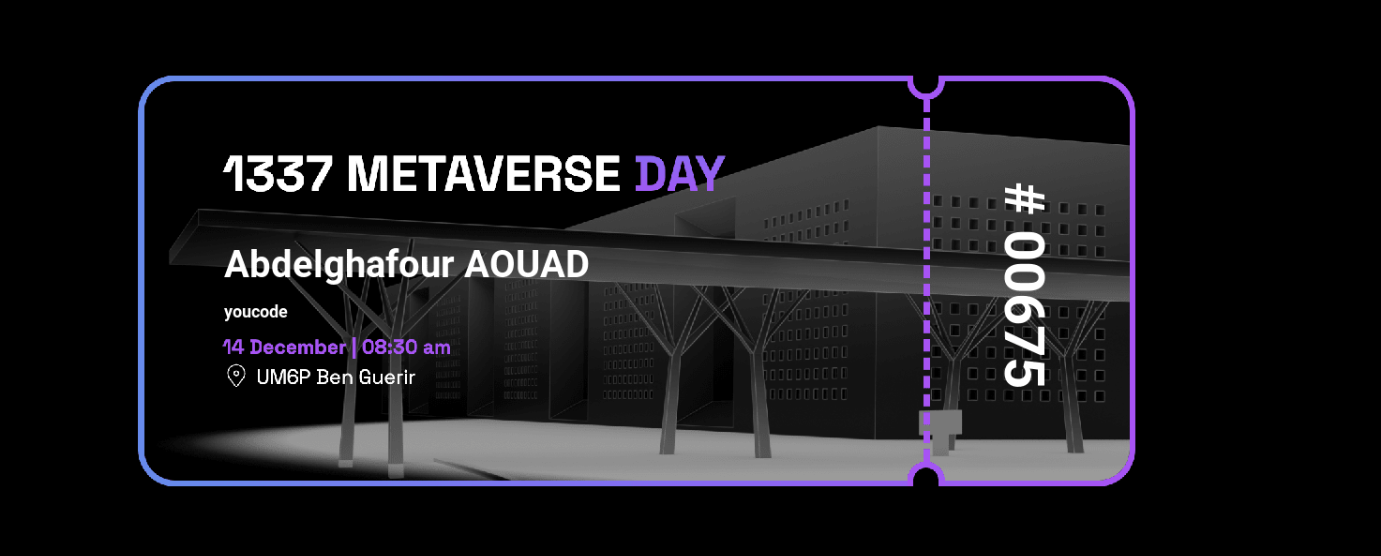 1337 METAVERSE DAY
Abdelghafour AOUAD
youcode
14 December | 08:30 am
UM6P Ben Guerir
# 00675